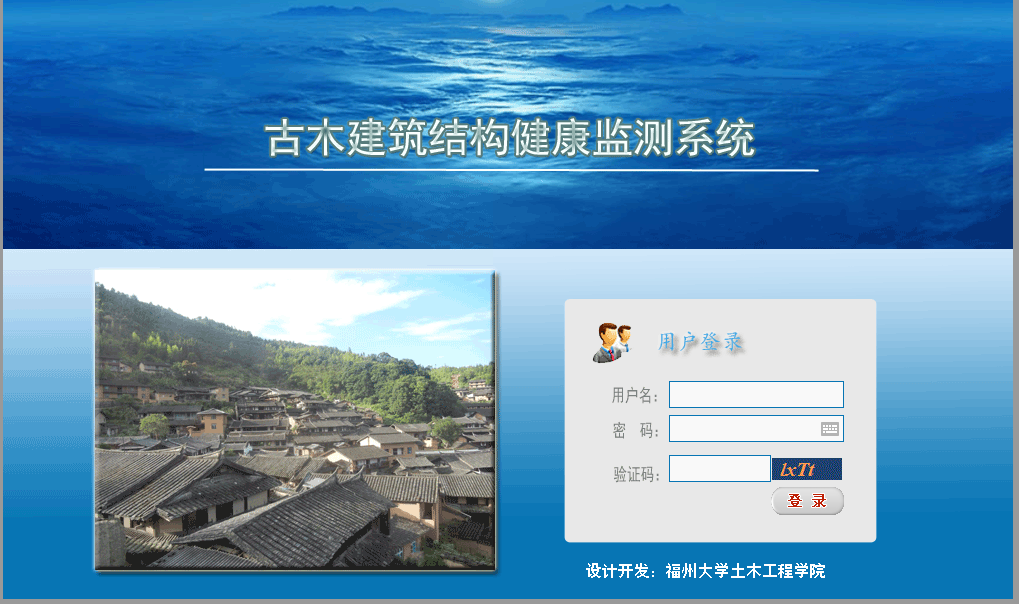 古木建筑结构健康监测系统
用户登录
用户名：
密 码：
验证码：
lxTt
登 录
设计开发：福州大学土木工程学院